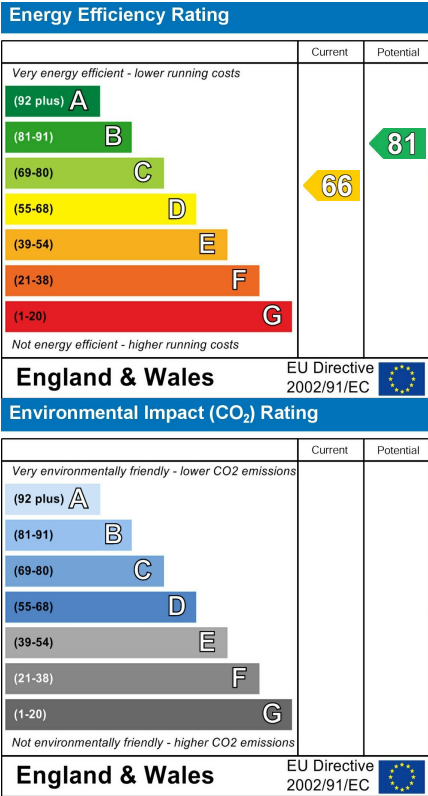 Energy Efficiency Rating
Current Potential
Very energy efficient - lower running costs
(92 plus) A
(81-91) B
81
(69-80) C
66
(55-68) D
(39-54) E
(21-38) F
(1-20) G
Not energy efficient - higher running costs
England & Wales
EU Directive
2002/91/EC
Environmental Impact (CO₂) Rating
Current Potential
Very environmentally friendly - lower CO2 emissions
(92 plus) A
(81-91) B
(69-80) C
(55-68) D
(39-54) E
(21-38) F
(1-20) G
Not environmentally friendly - higher CO2 emissions
England & Wales
EU Directive
2002/91/EC